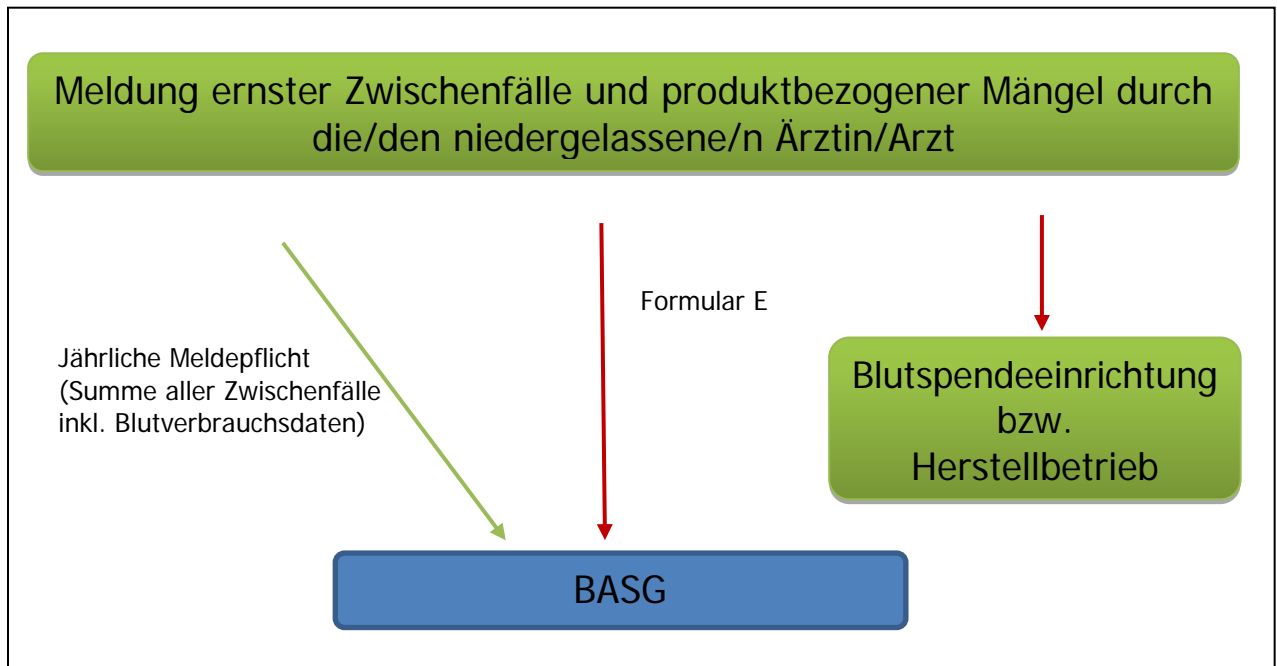 Meldung ernster Zwischenfälle und produktbezogener Mängel durch
die/den niedergelassene/n Ärztin/Arzt
Formular E
Jährliche Meldepflicht
(Summe aller Zwischenfälle
inkl. Blutverbrauchsdaten)
Blutspendeeinrichtung
bzw.
Herstellbetrieb
BASG